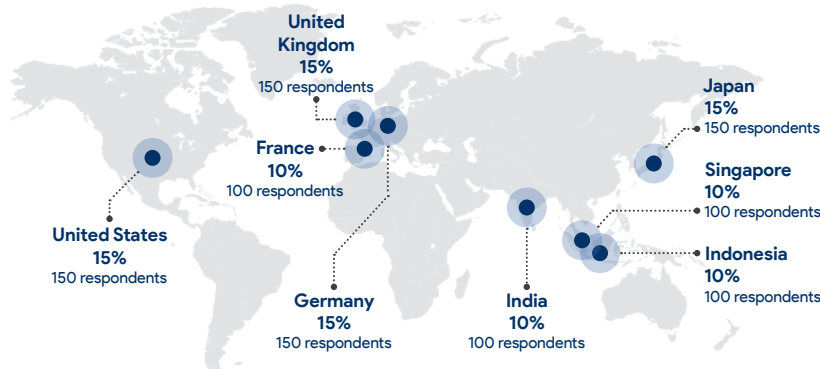 United
Kingdom
15%
150 respondents
Japan
15%
150 respondents
France
10%
100 respondents
Singapore
10%
100 respondents
United States
15%
150 respondents
Indonesia
10%
100 respondents
Germany
15%
150 respondents
India
10%
100 respondents